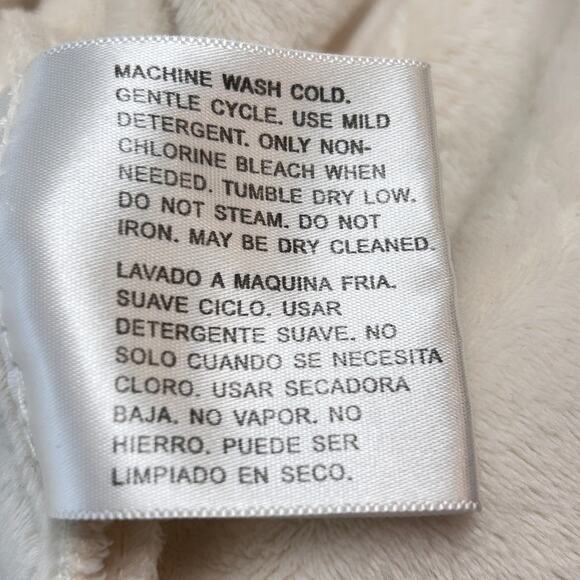 MACHINE WASH COLD.
GENTLE CYCLE. USE MILD
DETERGENT. ONLY NON-
CHLORINE BLEACH WHEN
NEEDED. TUMBLE DRY LOW.
DO NOT STEAM. DO NOT
IRON. MAY BE DRY CLEANED.
LAVADO A MAQUINA FRIA.
SUAVE CICLO. USAR
DETERGENTE SUAVE. NO
SOLO CUANDO SE NECESITA
CLORO. USAR SECADORA
BAJA. NO VAPOR. NO
HIERRO. PUEDE SER
LIMPIADO EN SECO.